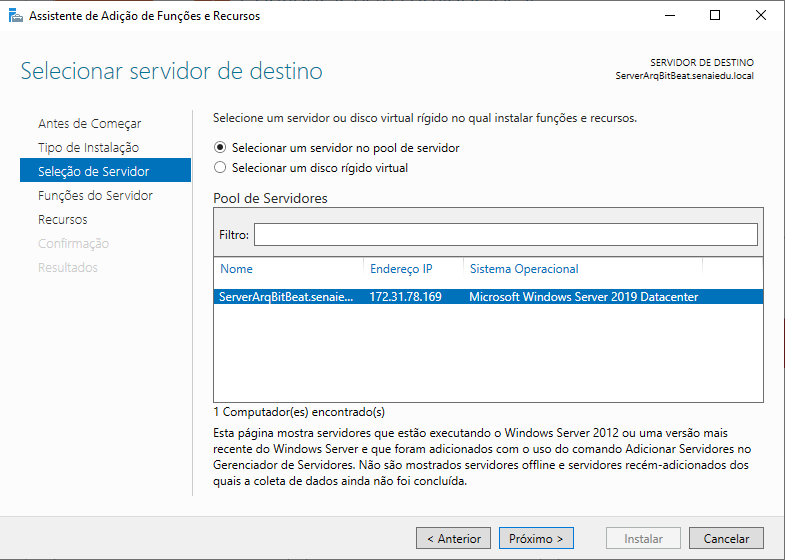 Assistente de Adição de Funções e Recursos
Selecionar servidor de destino
SERVIDOR DE DESTINO
ServerArqBitBeat.senaiedu.local
Antes de Começar
Tipo de Instalação
Seleção de Servidor
Funções do Servidor
Recursos
Confirmação
Resultados
Selecione um servidor ou disco virtual rígido no qual instalar funções e recursos.
Selecionar um servidor no pool de servidor
Selecionar um disco rígido virtual
Pool de Servidores
Filtro:
Nome Endereço IP Sistema Operacional
ServerArqBitBeat.senaie... 172.31.78.169 Microsoft Windows Server 2019 Datacenter
1 Computador(es) encontrado(s)
Esta página mostra servidores que estão executando o Windows Server 2012 ou uma versão mais
recente do Windows Server e que foram adicionados com o uso do comando Adicionar Servidores no
Gerenciador de Servidores. Não são mostrados servidores offline e servidores recém-adicionados dos
quais a coleta de dados ainda não foi concluída.
< Anterior Próximo > Instalar Cancelar